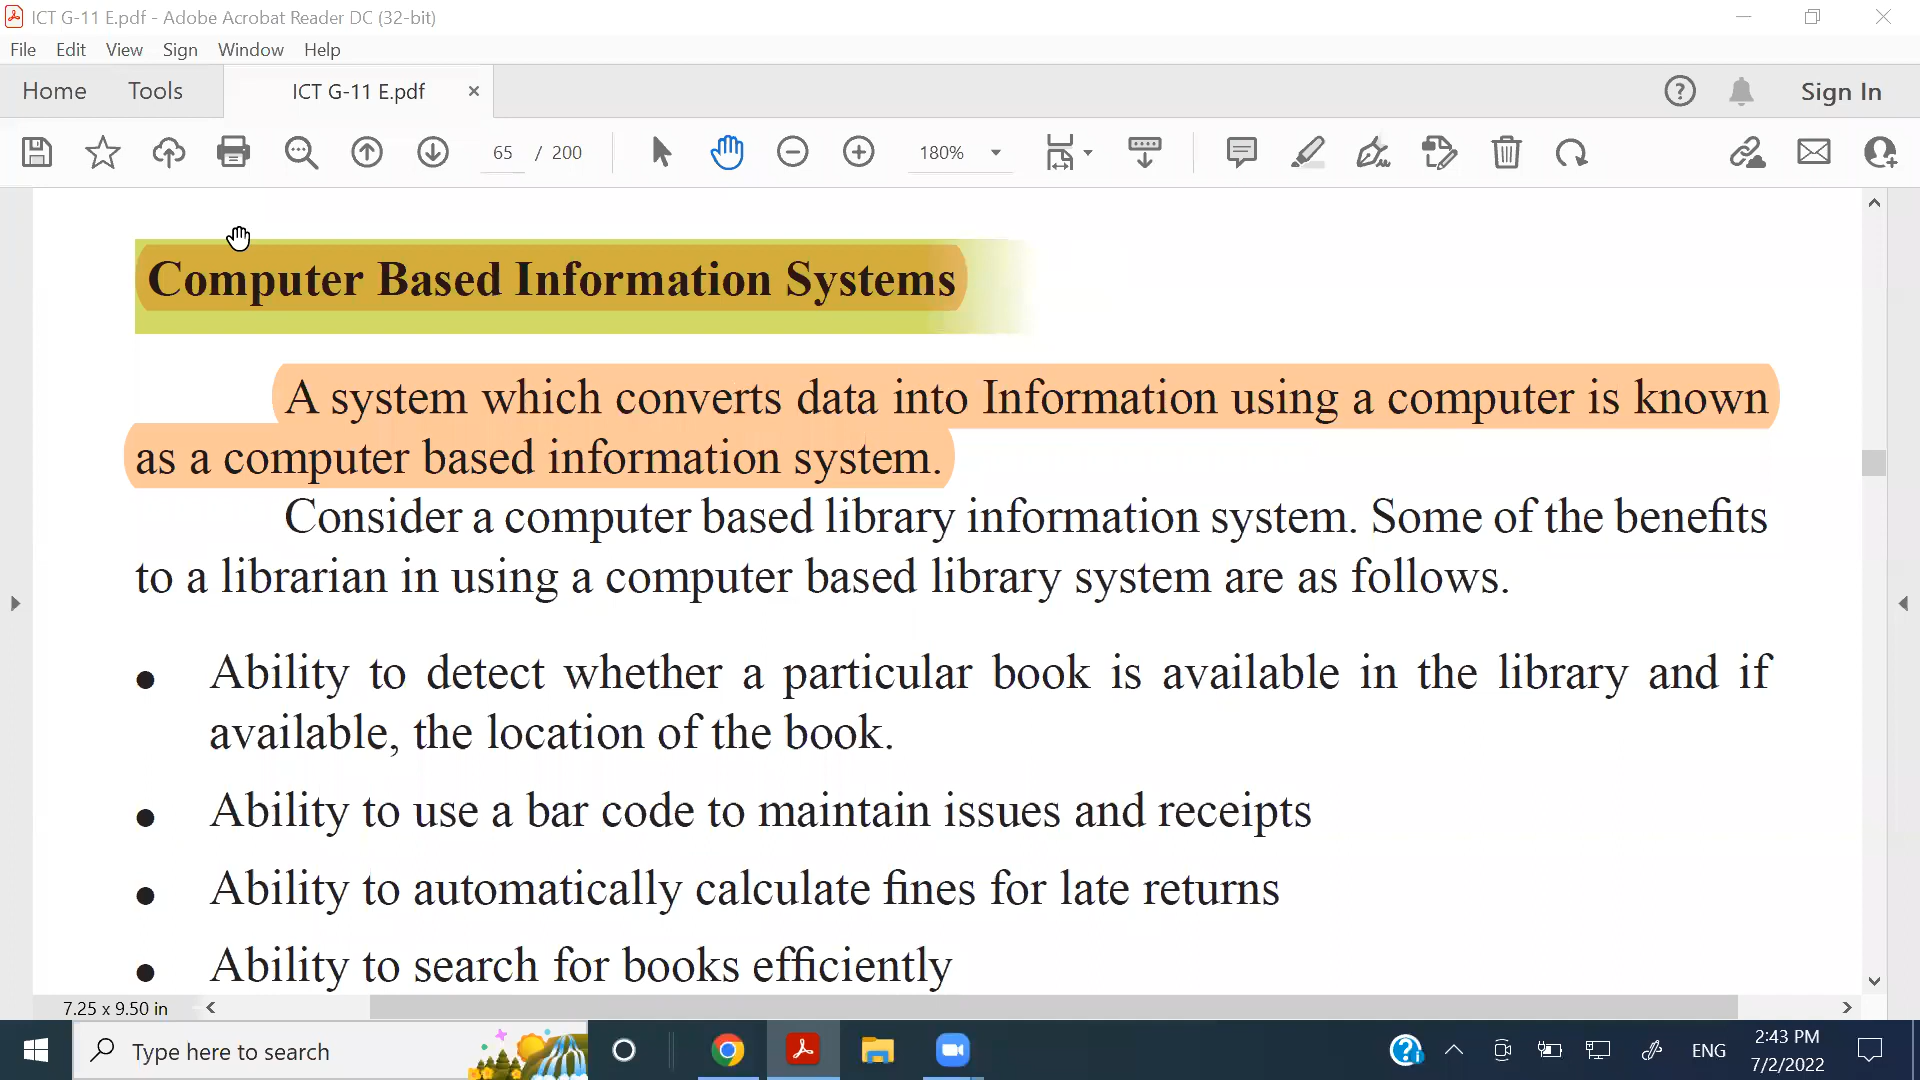 ICT G-11 E.pdf - Adobe Acrobat Reader DC (32-bit)
File Edit View Sign Window Help
Home Tools ICT G-11 E.pdf × Sign In
65 / 200 180%
Computer Based Information Systems
A system which converts data into Information using a computer is known
as a computer based information system.
Consider a computer based library information system. Some of the benefits
to a librarian in using a computer based library system are as follows.
● Ability to detect whether a particular book is available in the library and if
available, the location of the book.
● Ability to use a bar code to maintain issues and receipts
● Ability to automatically calculate fines for late returns
● Ability to search for books efficiently
7.25 x 9.50 in
Type here to search
ENG
2:43 PM
7/2/2022